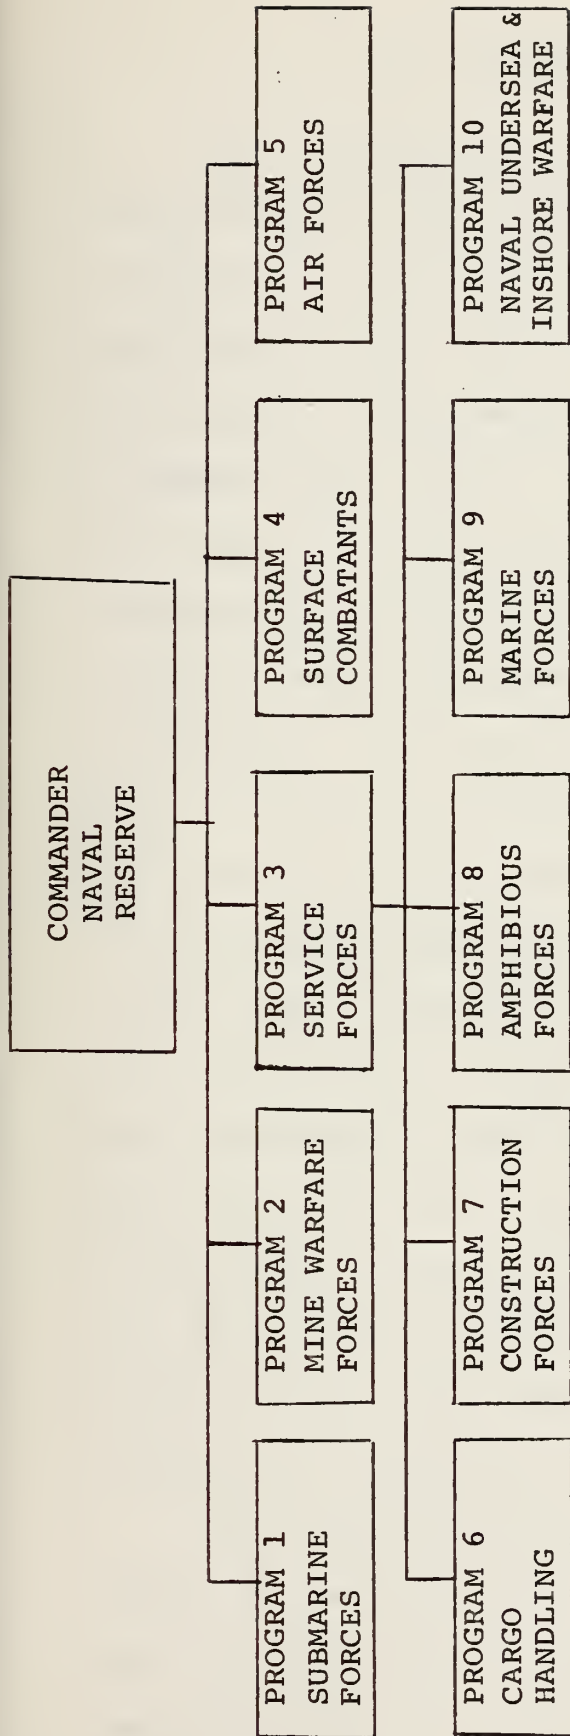 COMMANDER
NAVAL
RESERVE
PROGRAM 1
SUBMARINE
FORCES
PROGRAM 2
MINE WARFARE
FORCES
PROGRAM 3
SERVICE
FORCES
PROGRAM 4
SURFACE
COMBATANTS
PROGRAM 5
AIR FORCES
PROGRAM 6
CARGO
HANDLING
PROGRAM 7
CONSTRUCTION
FORCES
PROGRAM 8
AMPHIBIOUS
FORCES
PROGRAM 9
MARINE
FORCES
PROGRAM 10
NAVAL UNDERSEA &
INSHORE WARFARE